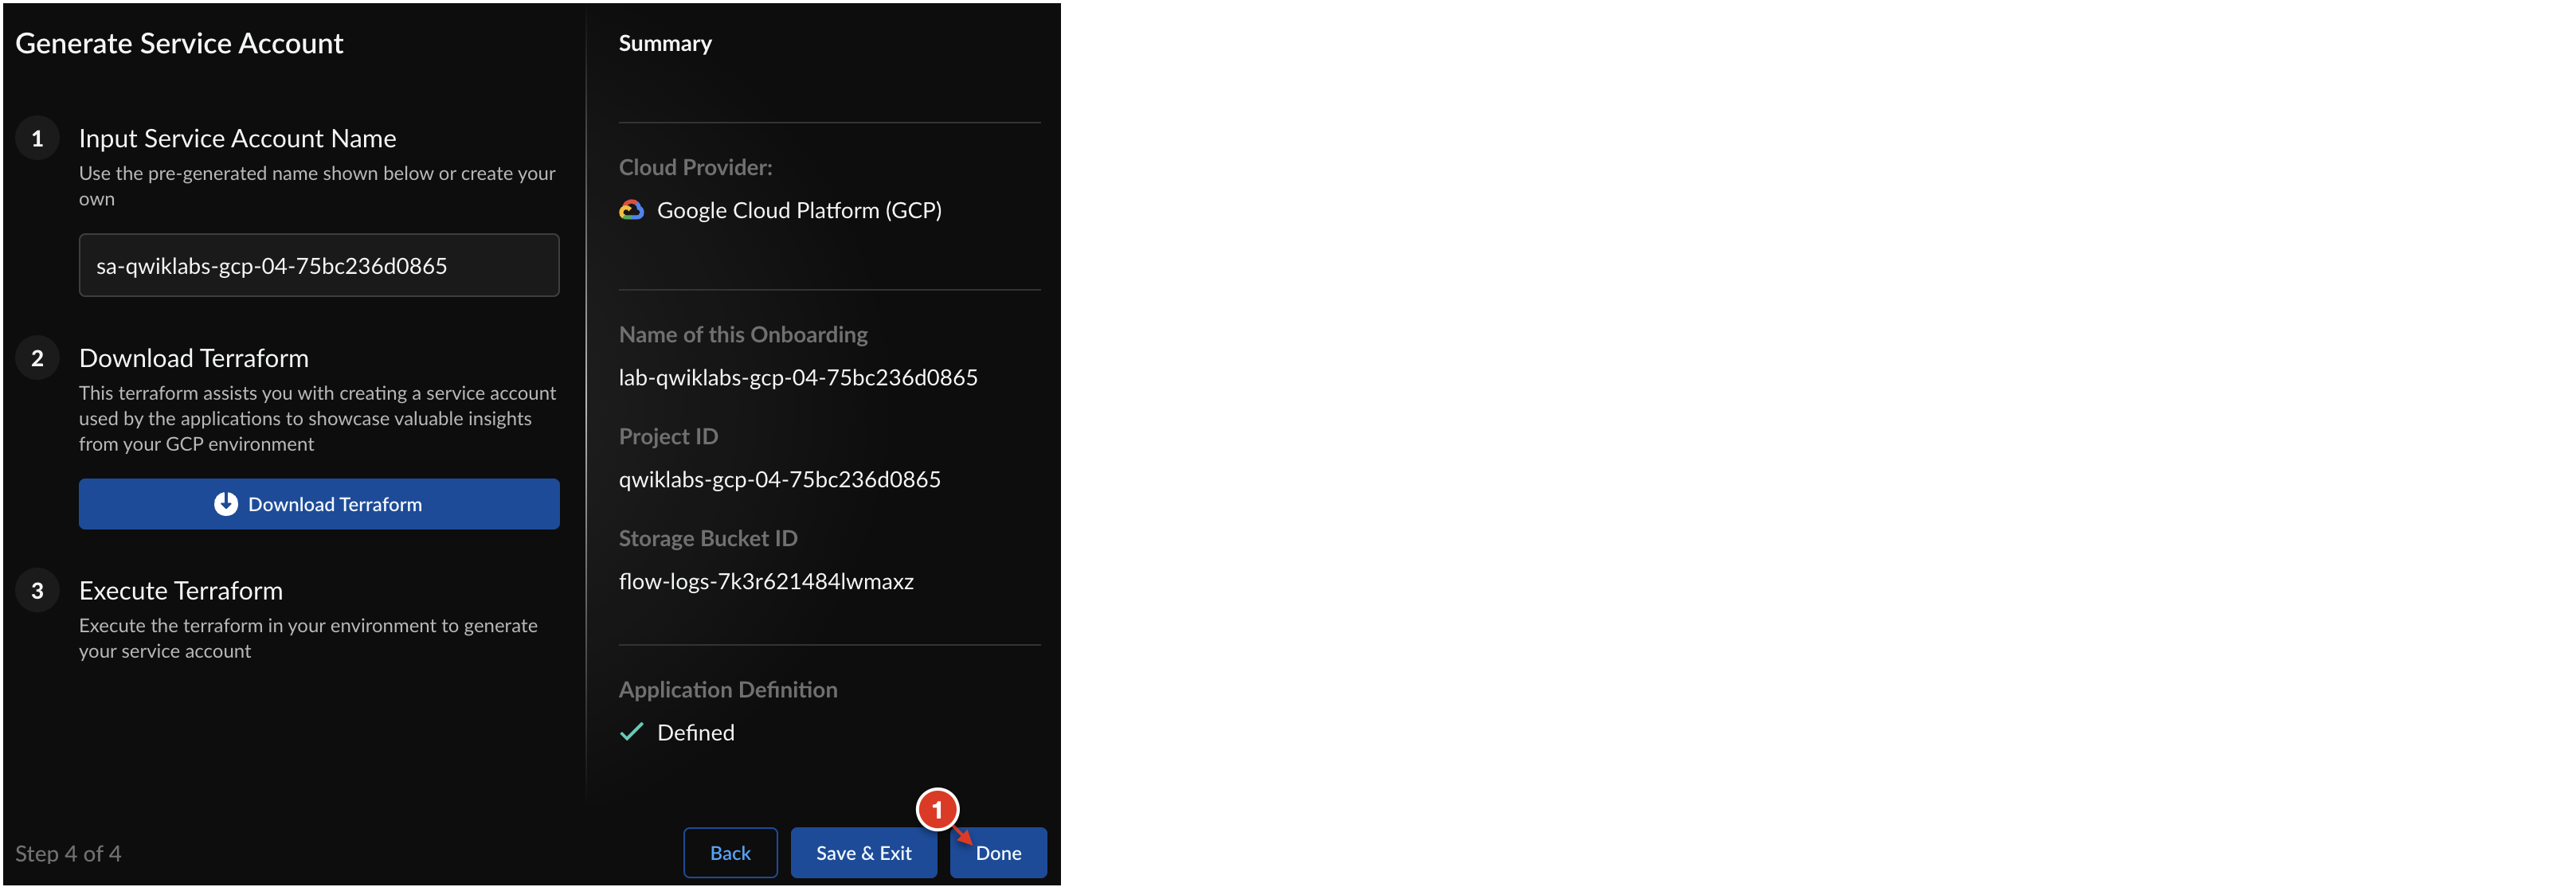 Generate Service Account
1
Input Service Account Name
Use the pre-generated name shown below or create your
own
sa-qwiklabs-gcp-04-75bc236d0865
2
Download Terraform
This terraform assists you with creating a service account
used by the applications to showcase valuable insights
from your GCP environment
Download Terraform
3
Execute Terraform
Execute the terraform in your environment to generate
your service account
Summary
Cloud Provider:
Google Cloud Platform (GCP)
Name of this Onboarding
lab-qwiklabs-gcp-04-75bc236d0865
Project ID
qwiklabs-gcp-04-75bc236d0865
Storage Bucket ID
flow-logs-7k3r621484lwmaxz
Application Definition
Defined
1
Step 4 of 4
Back
Save & Exit
Done